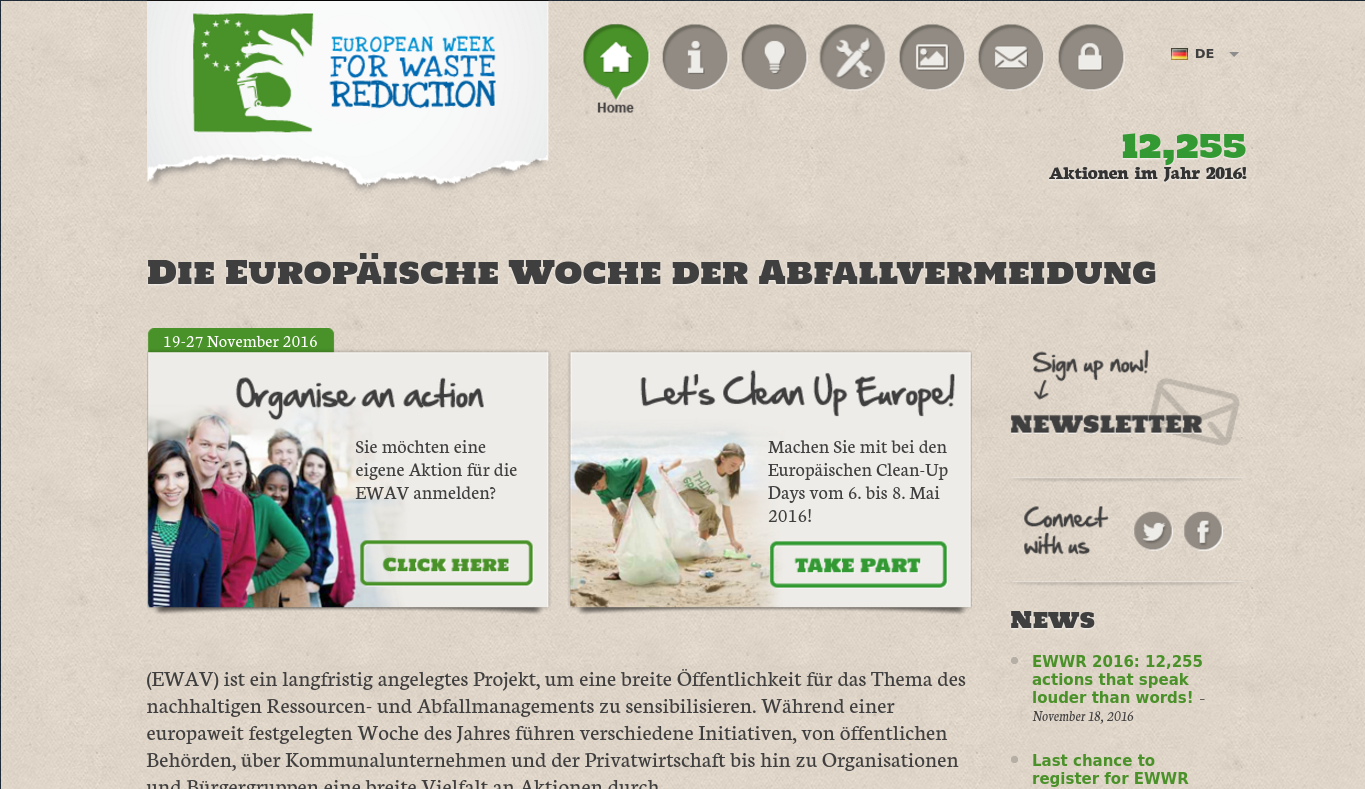 EUROPEAN WEEK
FOR WASTE
REDUCTION
Home
DE
12,255
Aktionen im Jahr 2016!
Die Europäische Woche der Abfallvermeidung
19-27 November 2016
Organise an action
Sie möchten eine
eigene Aktion für die
EWAV anmelden?
CLICK HERE
Let's Clean Up Europe!
Machen Sie mit bei den
Europäischen Clean-Up
Days vom 6. bis 8. Mai
2016!
TAKE PART
Sign up now!
NEWSLETTER
Connect
with us
News
EWWR 2016: 12,255
actions that speak
louder than words! -
November 18, 2016
Last chance to
register for EWWR
(EWAV) ist ein langfristig angelegtes Projekt, um eine breite Öffentlichkeit für das Thema des
nachhaltigen Ressourcen- und Abfallmanagements zu sensibilisieren. Während einer
europaweit festgelegten Woche des Jahres führen verschiedene Initiativen, von öffentlichen
Behörden, über Kommunalunternehmen und der Privatwirtschaft bis hin zu Organisationen
und Bürgergruppen eine breite Vielfalt an Aktionen durch.